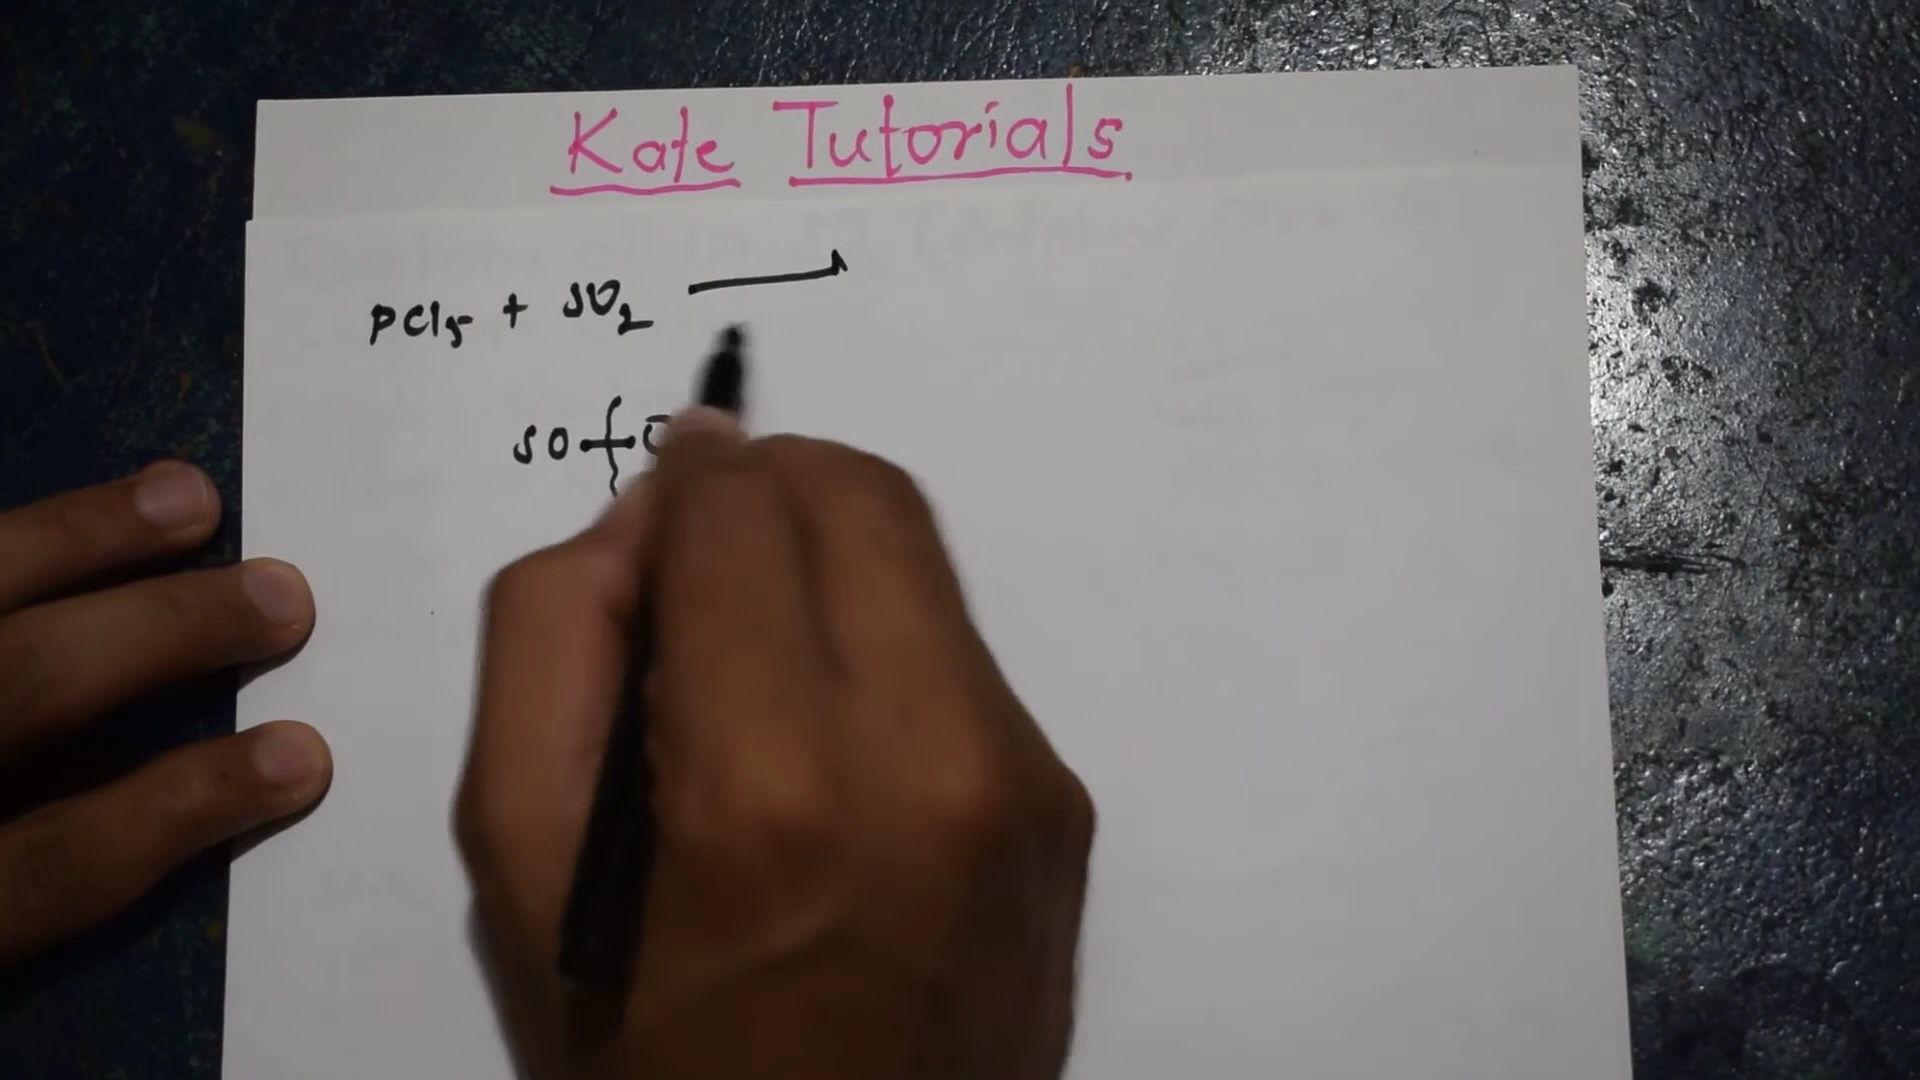 Kate Tutorials
PCl5 + SO2 ⟶
SO